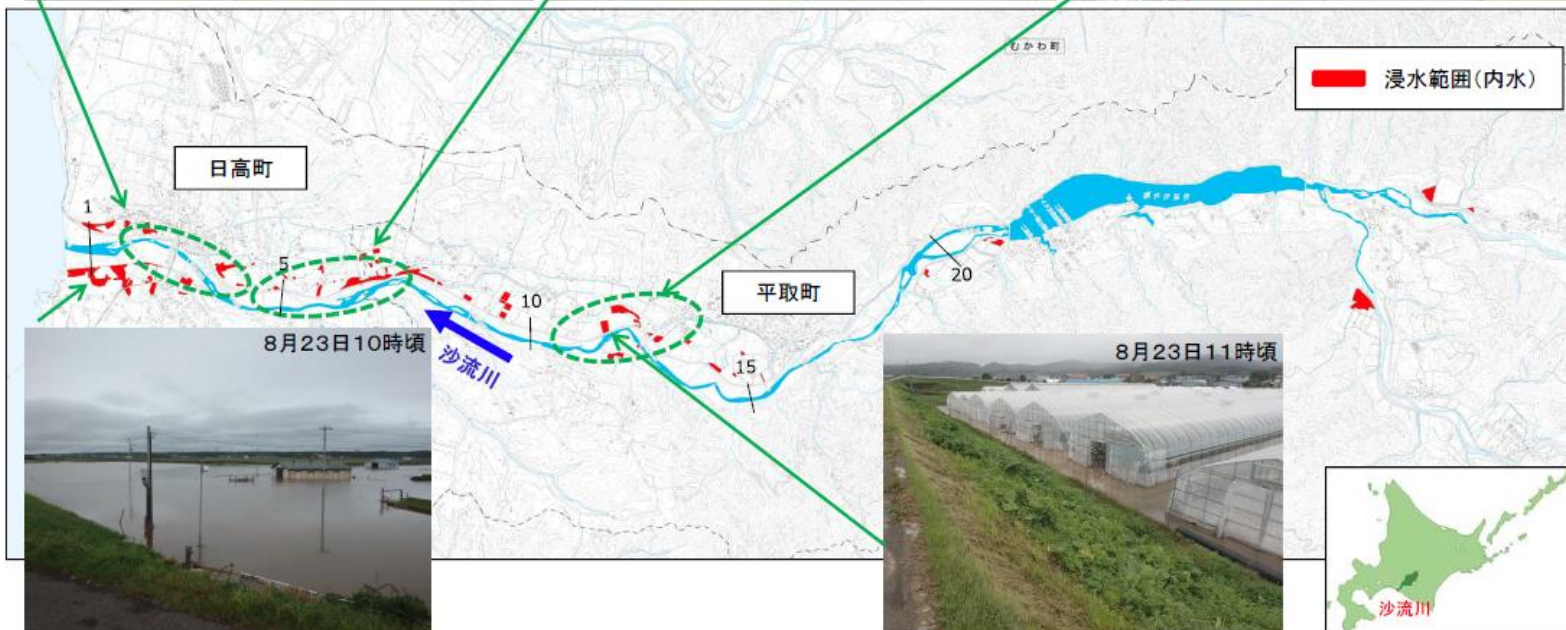 むかわ町
浸水範囲(内水)
日高町
1
5
10
平取町
15
20
沙流川
8月23日10時頃
8月23日11時頃
沙流川